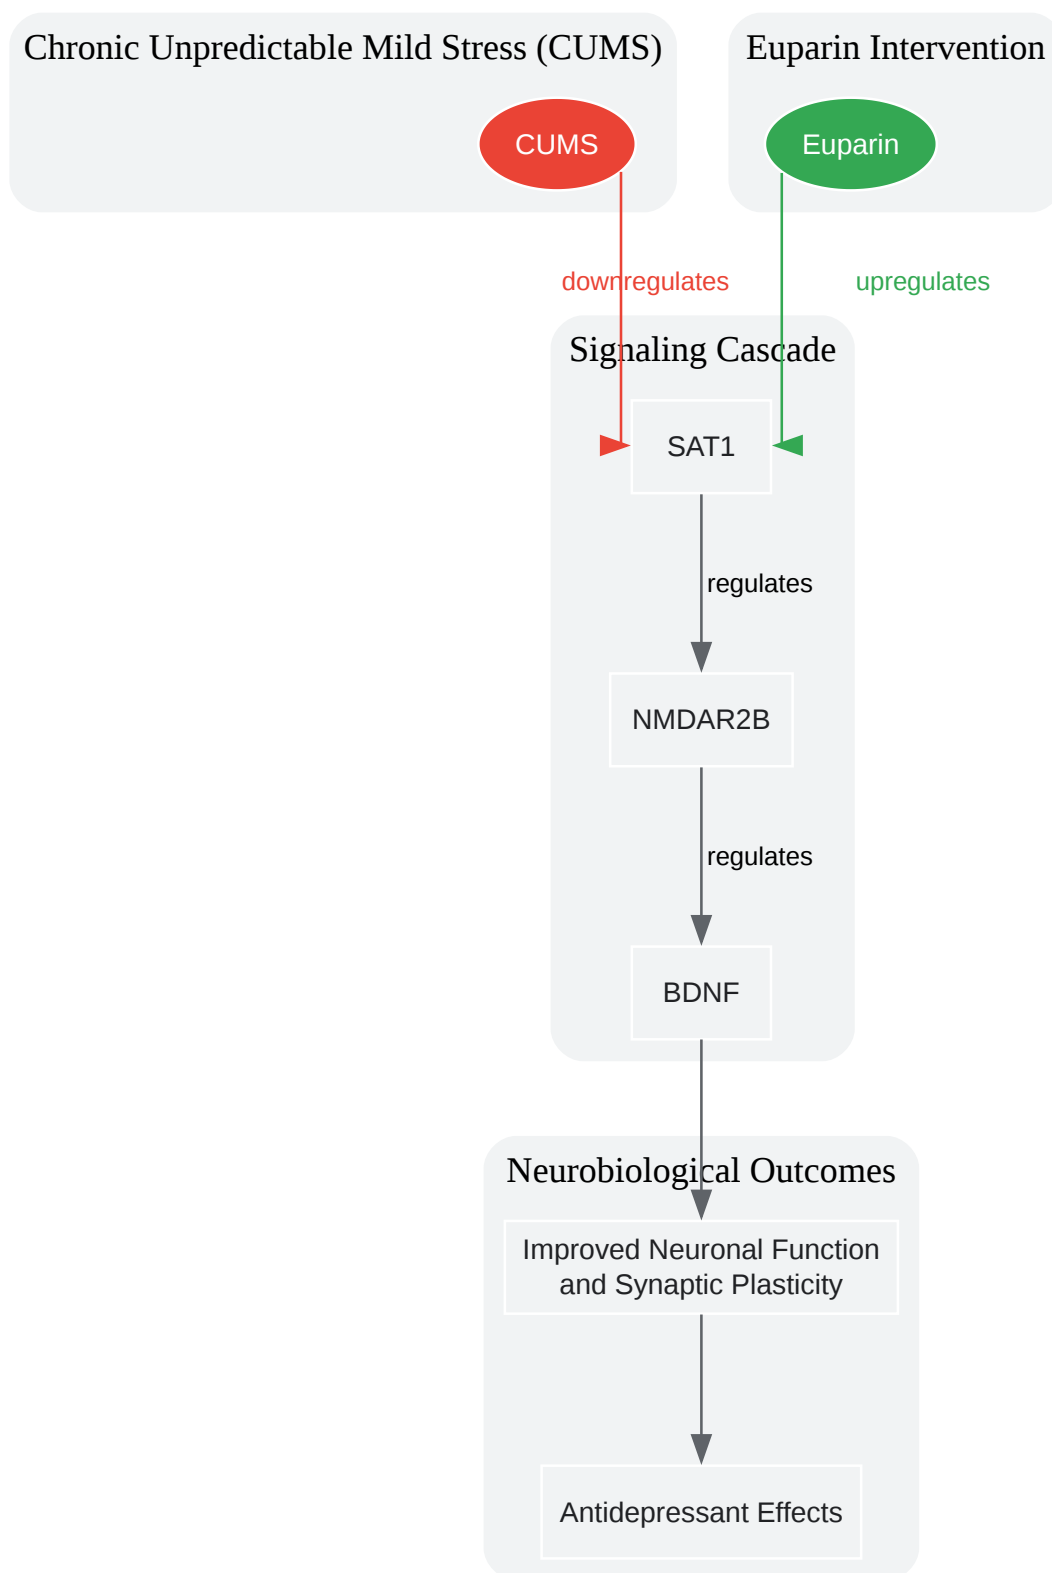 Chronic Unpredictable Mild Stress (CUMS)
Euparin Intervention
CUMS
Euparin
downregulates
upregulates
Signaling Cascade
SAT1
regulates
NMDAR2B
regulates
BDNF
Neurobiological Outcomes
Improved Neuronal Function
and Synaptic Plasticity
Antidepressant Effects